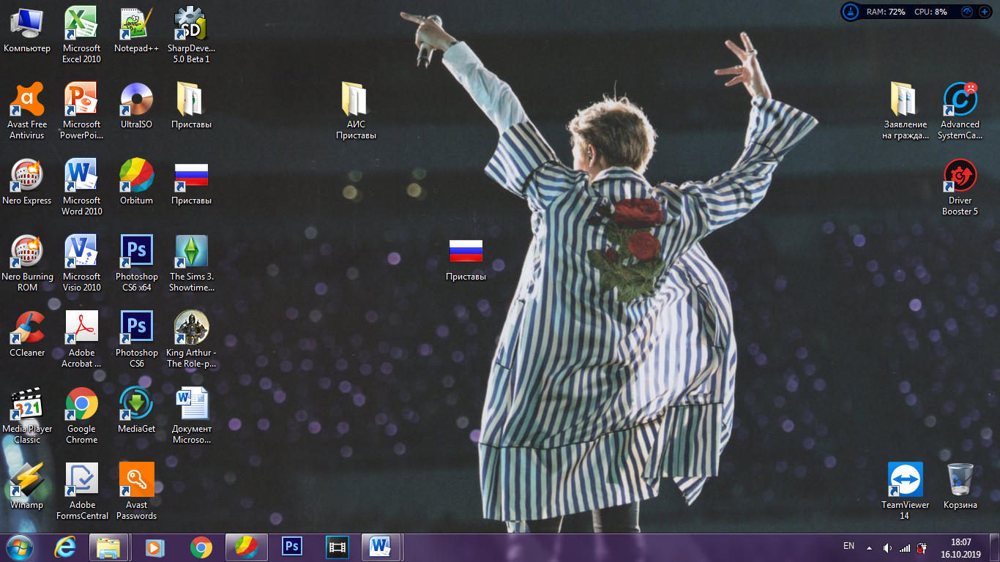 RAM: 72% CPU: 8%
Компьютер
Microsoft
Excel 2010
Notepad++
SharpDeve...
5.0 Beta 1
Avast Free
Antivirus
Microsoft
PowerPoi...
UltraISO
Приставы
АИС
Приставы
Заявление
на гражда...
Advanced
SystemCa...
Nero Express
Microsoft
Word 2010
Orbitum
Приставы
Driver
Booster 5
Nero Burning
ROM
Microsoft
Visio 2010
Photoshop
CS6 x64
The Sims 3.
Showtime...
Приставы
CCleaner
Adobe
Acrobat ...
Photoshop
CS6
King Arthur -
The Role-p...
Media Player
Classic
Google
Chrome
MediaGet
Документ
Microso...
Winamp
Adobe
FormsCentral
Avast
Passwords
TeamViewer
14
Корзина
EN
18:07
16.10.2019